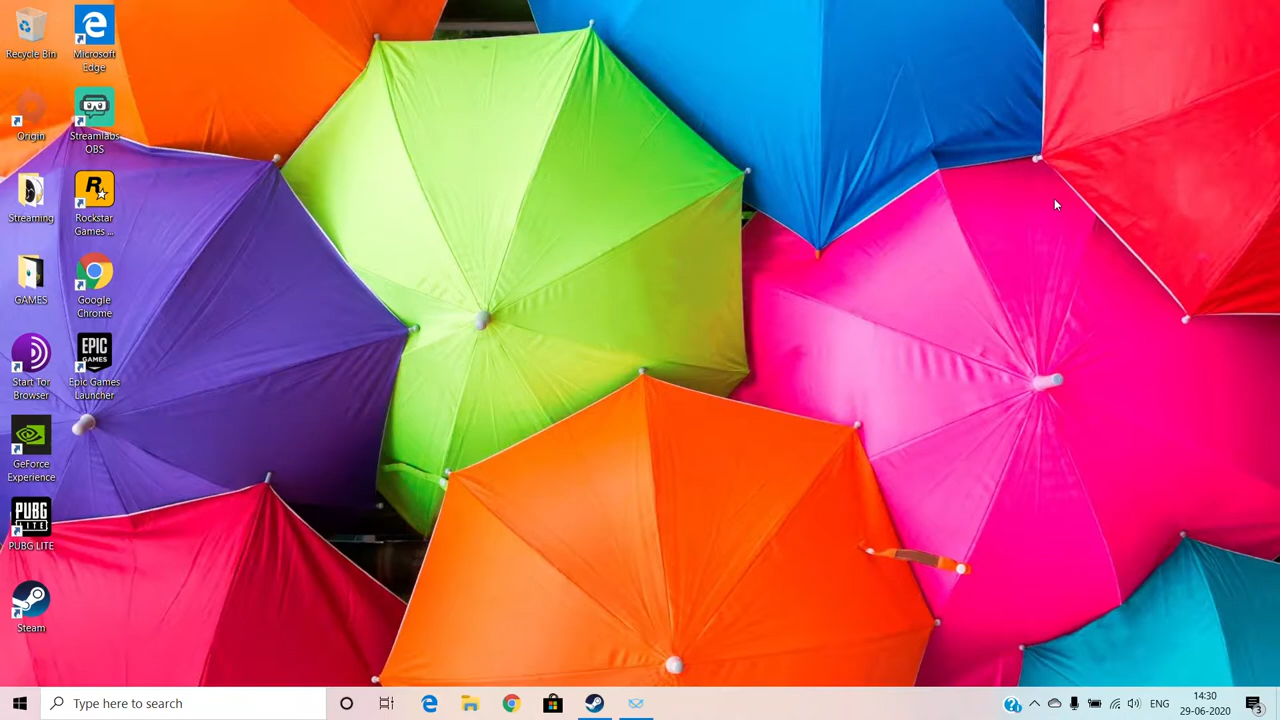 Recycle Bin
Microsoft
Edge
Origin
Streamlabs
OBS
Streaming
Rockstar
Games ...
GAMES
Google
Chrome
Start Tor
Browser
EPIC
GAMES
Epic Games
Launcher
GeForce
Experience
PUBG
LITE
PUBG LITE
Steam
Type here to search
ENG
14:30
29-06-2020
3